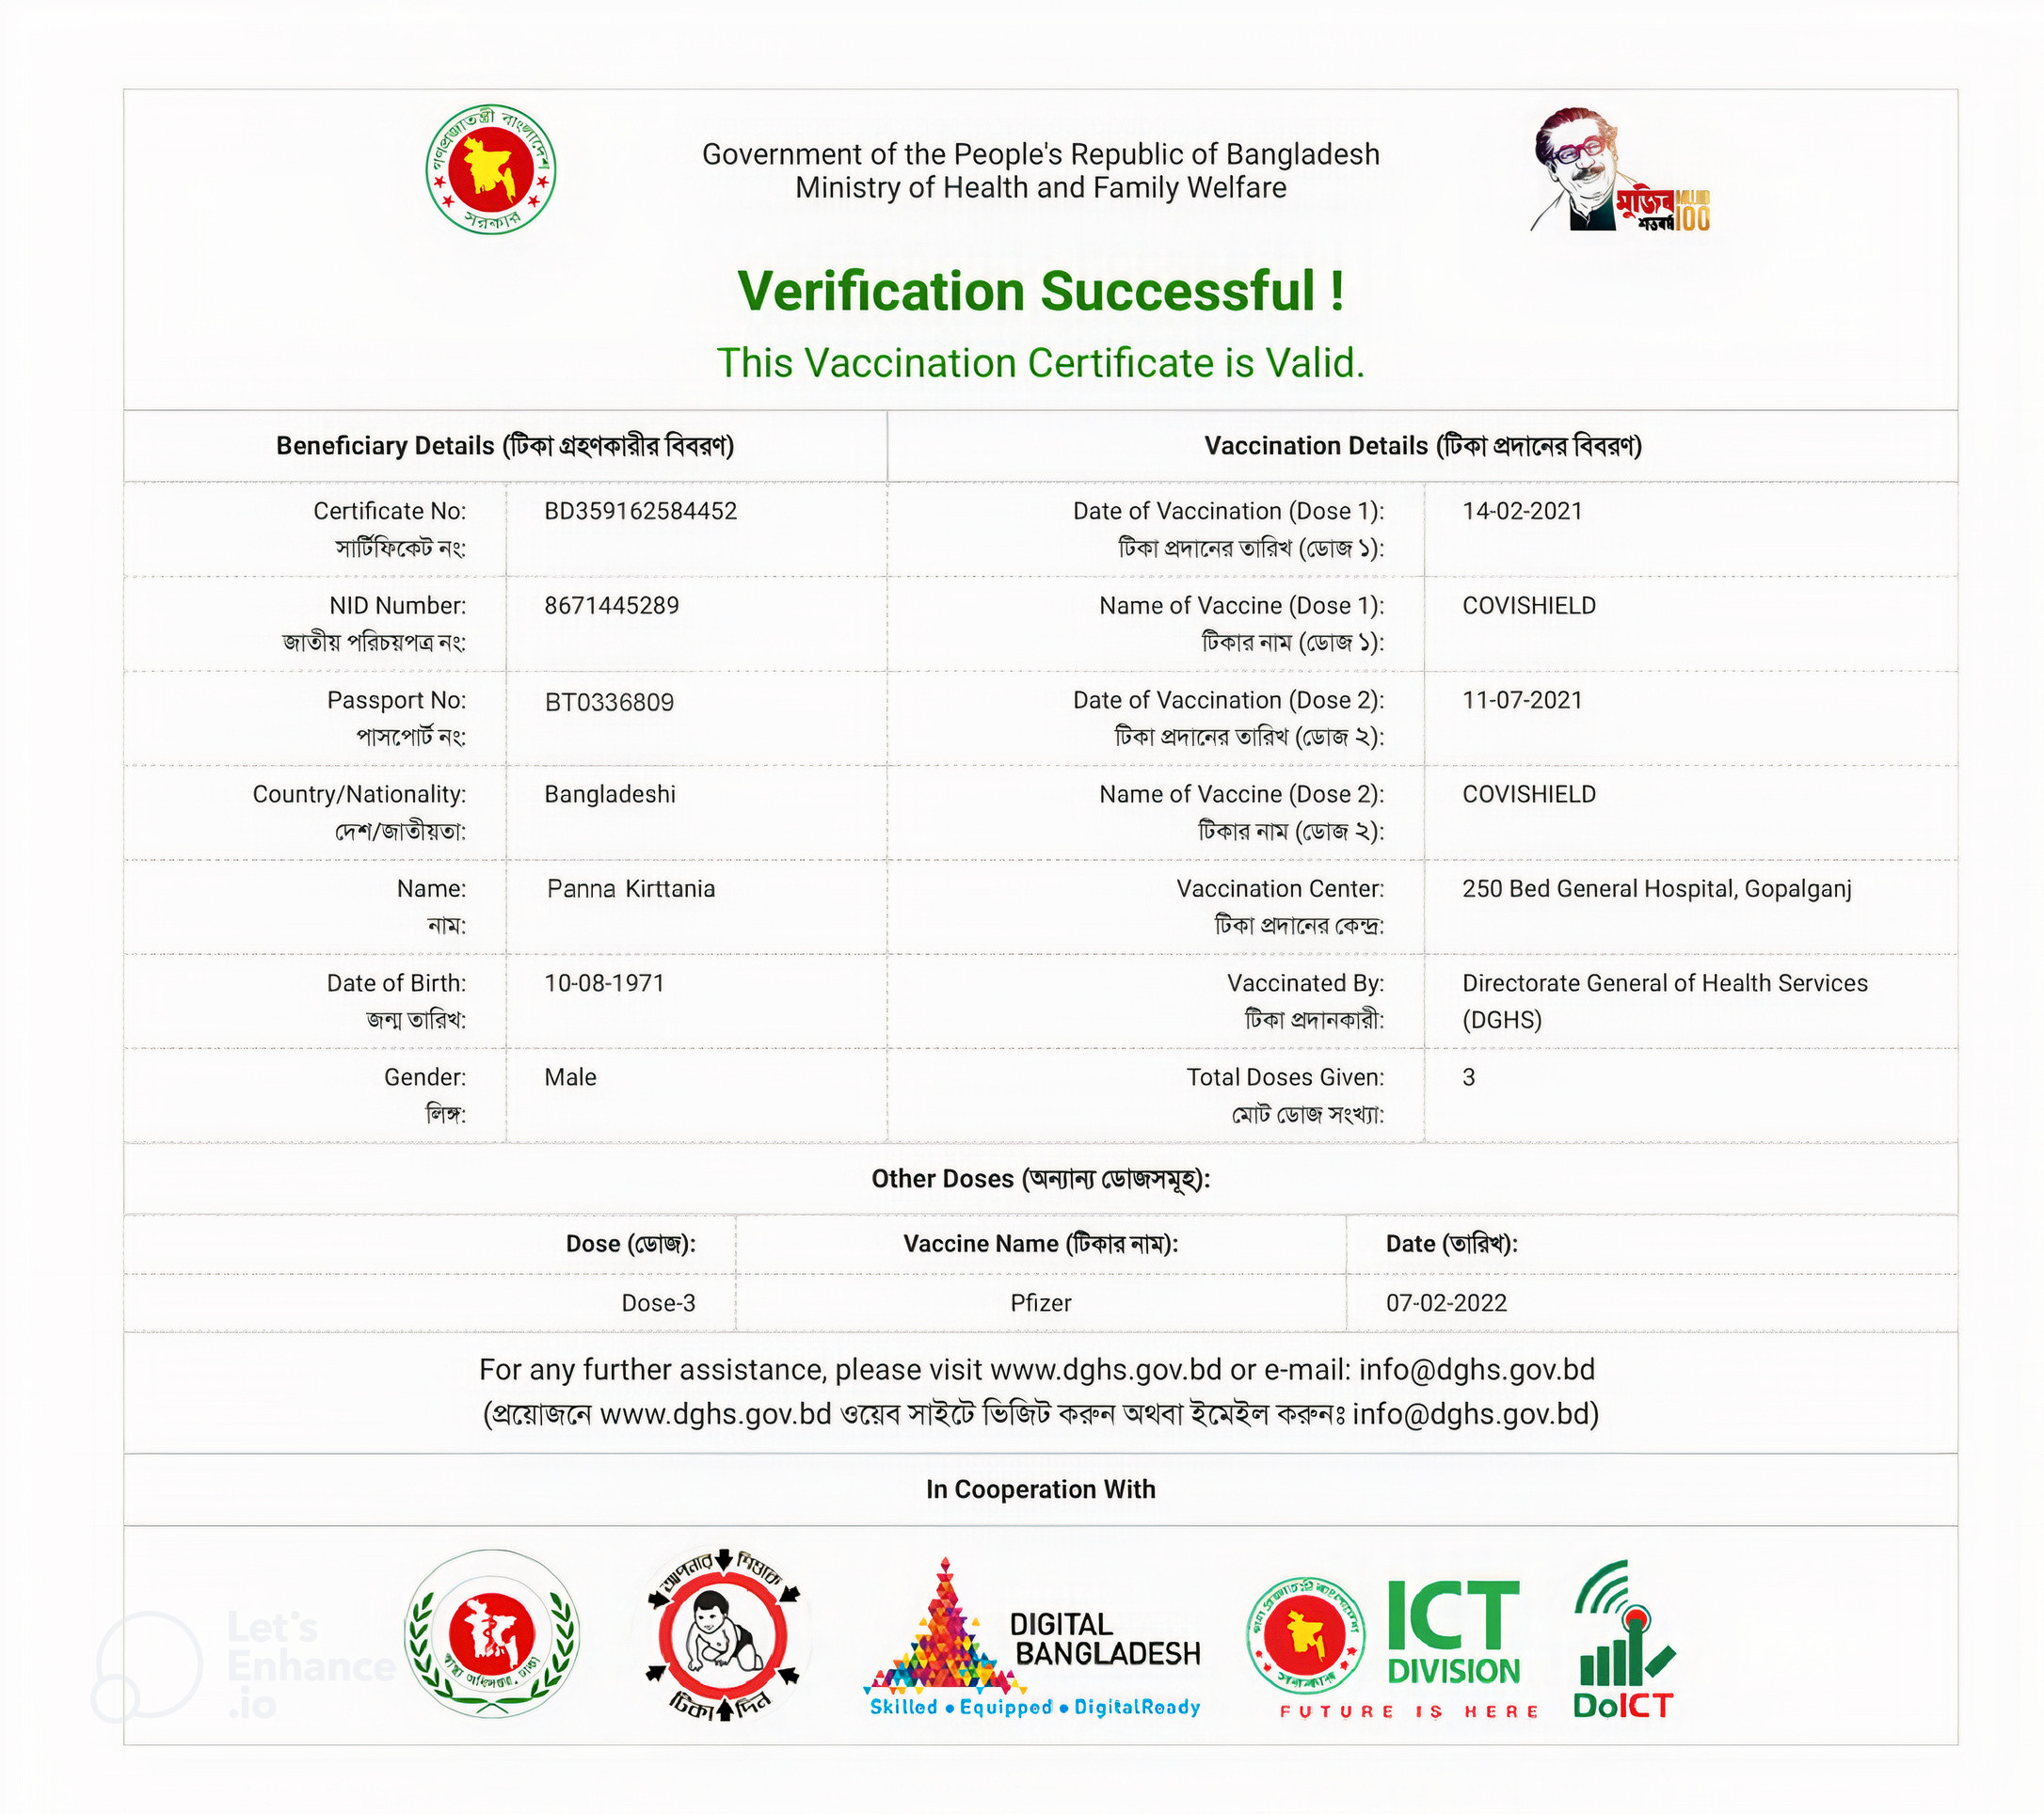 গণপ্রজাতন্ত্রী বাংলাদেশ
সরকার
Government of the People's Republic of Bangladesh
Ministry of Health and Family Welfare
মুজিব
শতবর্ষ
100
Verification Successful !
This Vaccination Certificate is Valid.
Beneficiary Details (টিকা গ্রহণকারীর বিবরণ)
Vaccination Details (টিকা প্রদানের বিবরণ)
Certificate No: BD359162584452 Date of Vaccination (Dose 1): 14-02-2021
সার্টিফিকেট নং: টিকা প্রদানের তারিখ (ডোজ ১):
NID Number: 8671445289 Name of Vaccine (Dose 1): COVISHIELD
জাতীয় পরিচয়পত্র নং: টিকার নাম (ডোজ ১):
Passport No: BT0336809 Date of Vaccination (Dose 2): 11-07-2021
পাসপোর্ট নং: টিকা প্রদানের তারিখ (ডোজ ২):
Country/Nationality: Bangladeshi Name of Vaccine (Dose 2): COVISHIELD
দেশ/জাতীয়তা: টিকার নাম (ডোজ ২):
Name: Panna Kirttania Vaccination Center: 250 Bed General Hospital, Gopalganj
নাম: টিকা প্রদানের কেন্দ্র:
Date of Birth: 10-08-1971 Vaccinated By: Directorate General of Health Services
জন্ম তারিখ: টিকা প্রদানকারী: (DGHS)
Gender: Male Total Doses Given: 3
লিঙ্গ: মোট ডোজ সংখ্যা:
Other Doses (অন্যান্য ডোজসমূহ):
Dose (ডোজ): Vaccine Name (টিকার নাম): Date (তারিখ):
Dose-3 Pfizer 07-02-2022
For any further assistance, please visit www.dghs.gov.bd or e-mail: info@dghs.gov.bd
(প্রয়োজনে www.dghs.gov.bd ওয়েব সাইটে ভিজিট করুন অথবা ইমেইল করুনঃ info@dghs.gov.bd)
In Cooperation With
Let's
Enhance
.io
আপনার শিশুকে
টিকা দিন
DIGITAL
BANGLADESH
Skilled • Equipped • DigitalReady
সরকার
ICT
DIVISION
FUTURE IS HERE
DoICT